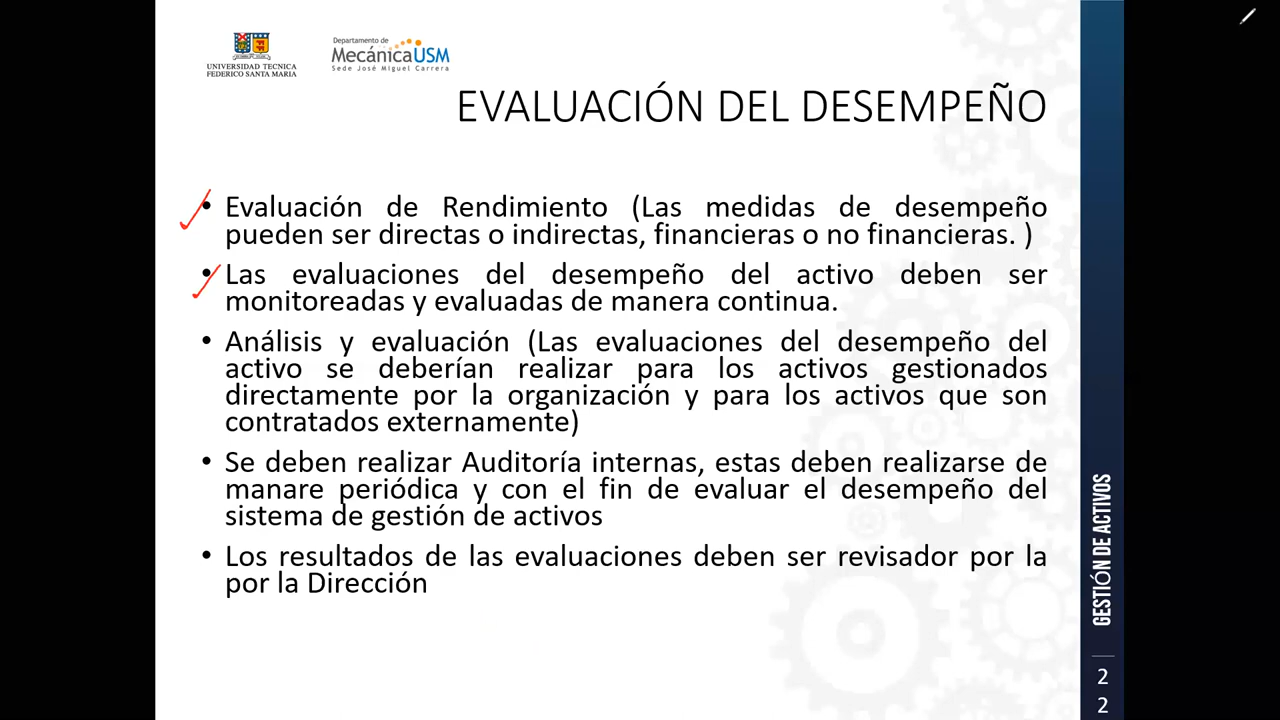 UNIVERSIDAD TECNICA
FEDERICO SANTA MARIA
Departamento de
MecánicaUSM
Sede José Miguel Carrera
EVALUACIÓN DEL DESEMPEÑO
• Evaluación de Rendimiento (Las medidas de desempeño
pueden ser directas o indirectas, financieras o no financieras. )
• Las evaluaciones del desempeño del activo deben ser
monitoreadas y evaluadas de manera continua.
• Análisis y evaluación (Las evaluaciones del desempeño del
activo se deberían realizar para los activos gestionados
directamente por la organización y para los activos que son
contratados externamente)
• Se deben realizar Auditoría internas, estas deben realizarse de
manare periódica y con el fin de evaluar el desempeño del
sistema de gestión de activos
• Los resultados de las evaluaciones deben ser revisador por la
por la Dirección
GESTIÓN DE ACTIVOS
2
2